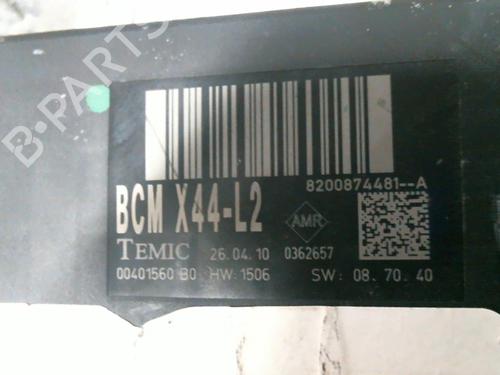 B-PARTS
8200874481--A
BCM X44-L2
AMR
TEMIC 26.04.10 0362657
00401560 B0 HW:1506 SW: 08.70.40